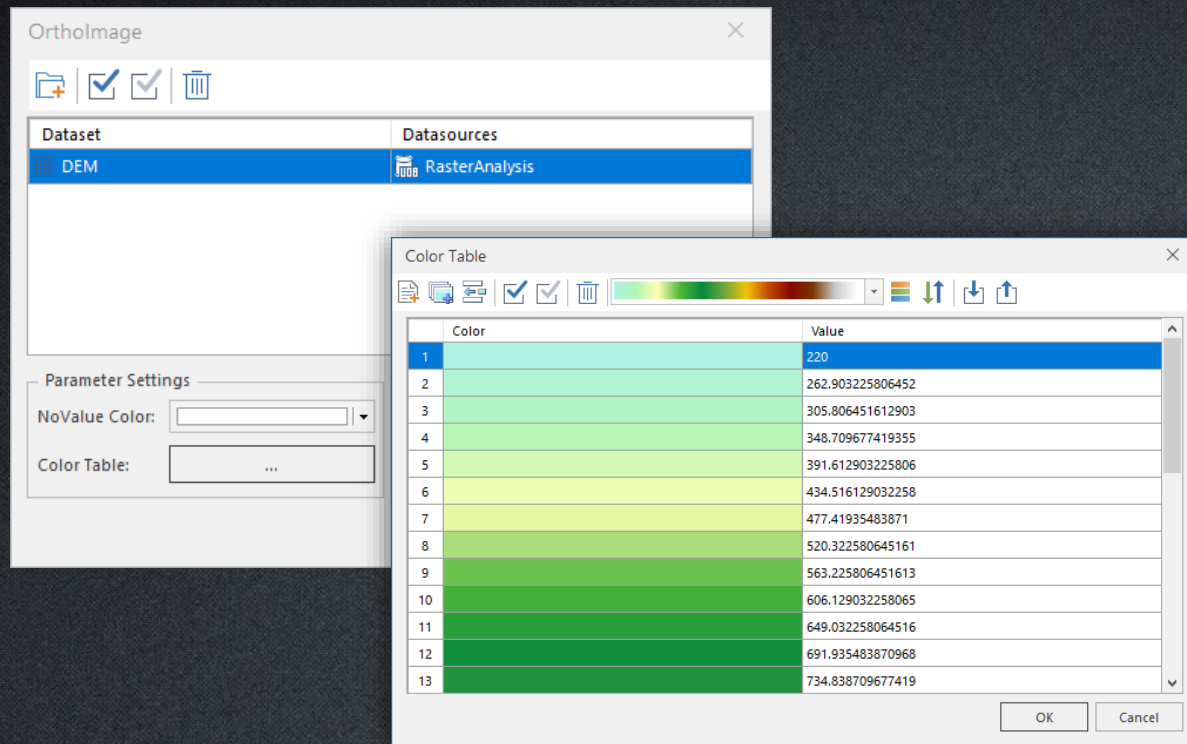 OrthoImage
Dataset Datasources
DEM UDB RasterAnalysis
Parameter Settings
NoValue Color:
Color Table: ...
Color Table
Color Value
1 220
2 262.903225806452
3 305.806451612903
4 348.709677419355
5 391.612903225806
6 434.516129032258
7 477.41935483871
8 520.322580645161
9 563.225806451613
10 606.129032258065
11 649.032258064516
12 691.935483870968
13 734.838709677419
OK Cancel